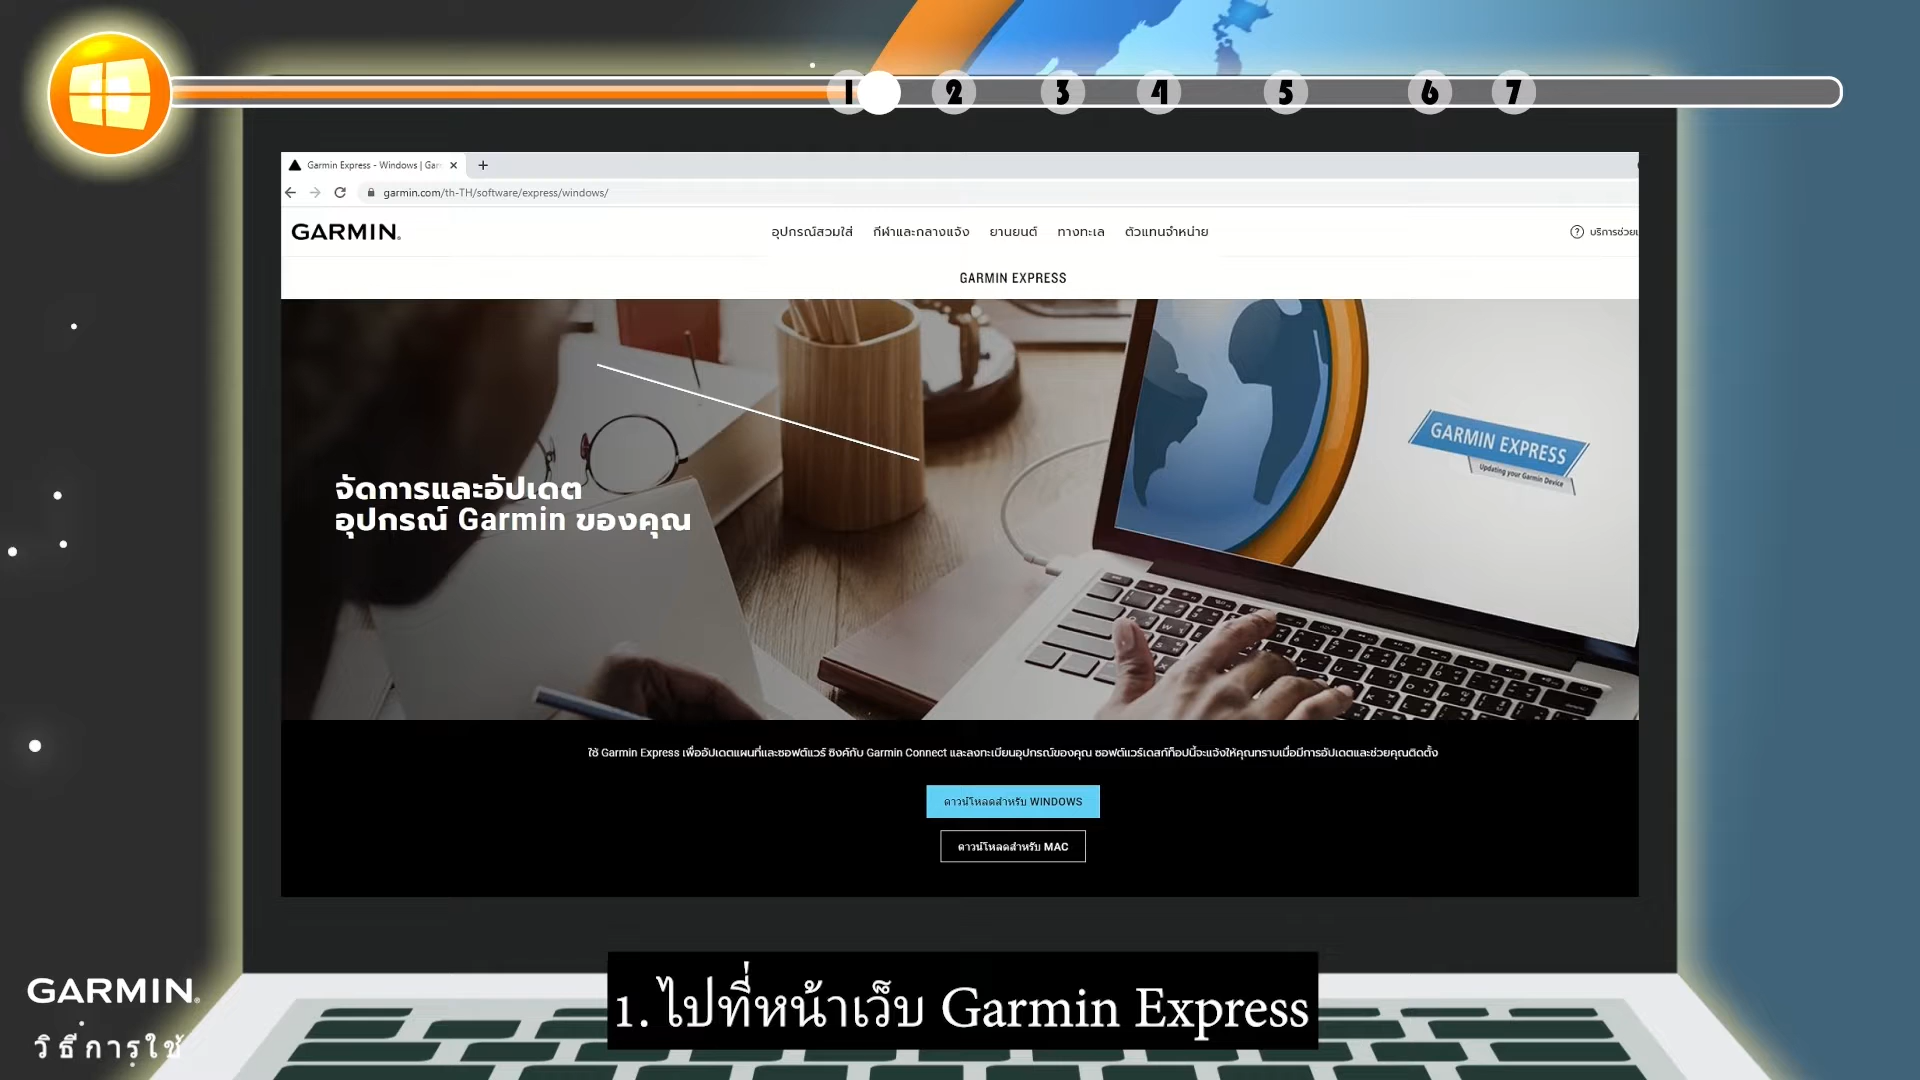 1 2 3 4 5 6 7
Garmin Express - Windows | Gar
garmin.com/th-TH/software/express/windows/
GARMIN
อุปกรณ์สวมใส่ กีฬาและกลางแจ้ง ยานยนต์ ทางทะเล ตัวแทนจำหน่าย
GARMIN EXPRESS
GARMIN EXPRESS
Updating your Garmin Device
จัดการและอัปเดต
อุปกรณ์ Garmin ของคุณ
ใช้ Garmin Express เพื่ออัปเดตแผนที่และซอฟต์แวร์ ซิงค์กับ Garmin Connect และลงทะเบียนอุปกรณ์ของคุณ ซอฟต์แวร์เดสก์ท็อปนี้จะแจ้งให้คุณทราบเมื่อมีการอัปเดตและช่วยคุณติดตั้ง
ดาวน์โหลดสำหรับ WINDOWS
ดาวน์โหลดสำหรับ MAC
GARMIN
วิธีการใช้
1. ไปที่หน้าเว็บ Garmin Express